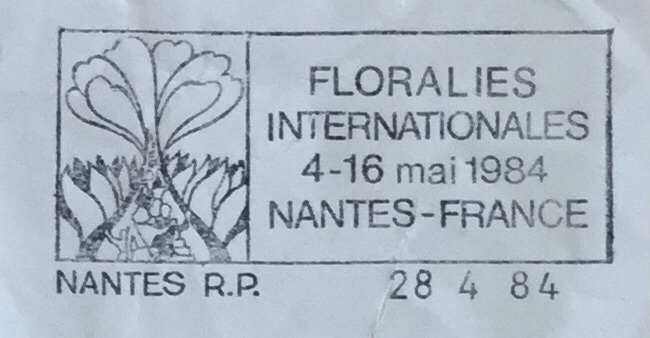 FLORALIES
INTERNATIONALES
4-16 mai 1984
NANTES-FRANCE
NANTES R.P. 28 4 84